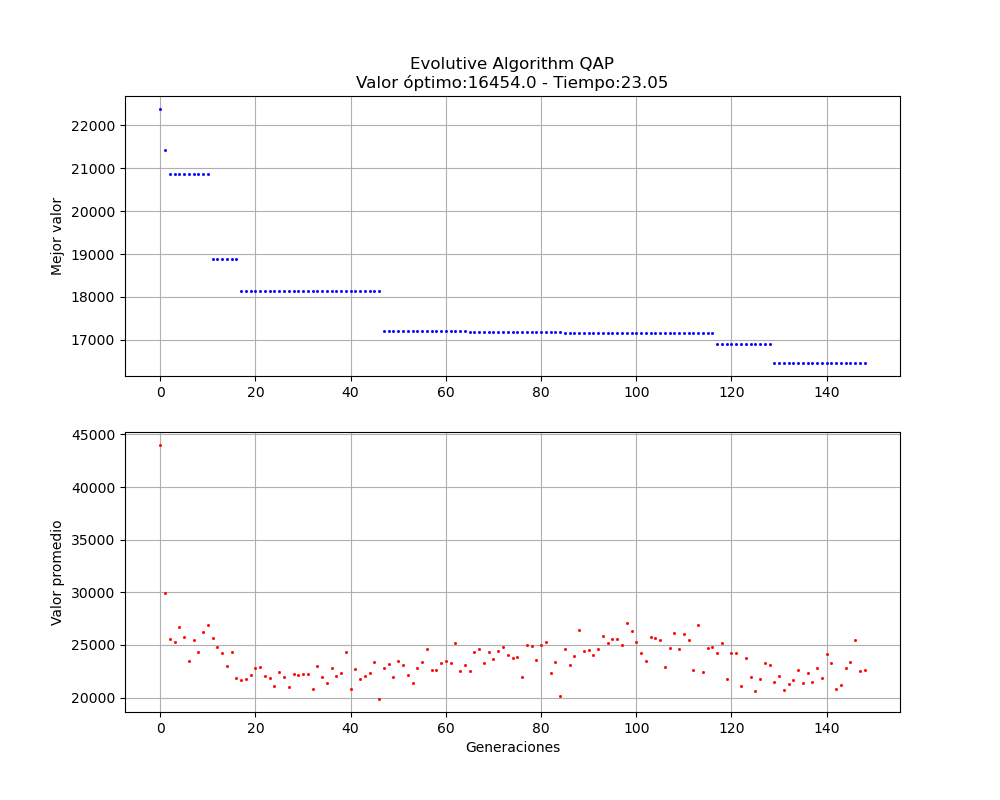 Evolutive Algorithm QAP
Valor óptimo:16454.0 - Tiempo:23.05
Mejor valor
22000
21000
20000
19000
18000
17000
0 20 40 60 80 100 120 140
Valor promedio
45000
40000
35000
30000
25000
20000
0 20 40 60 80 100 120 140
Generaciones